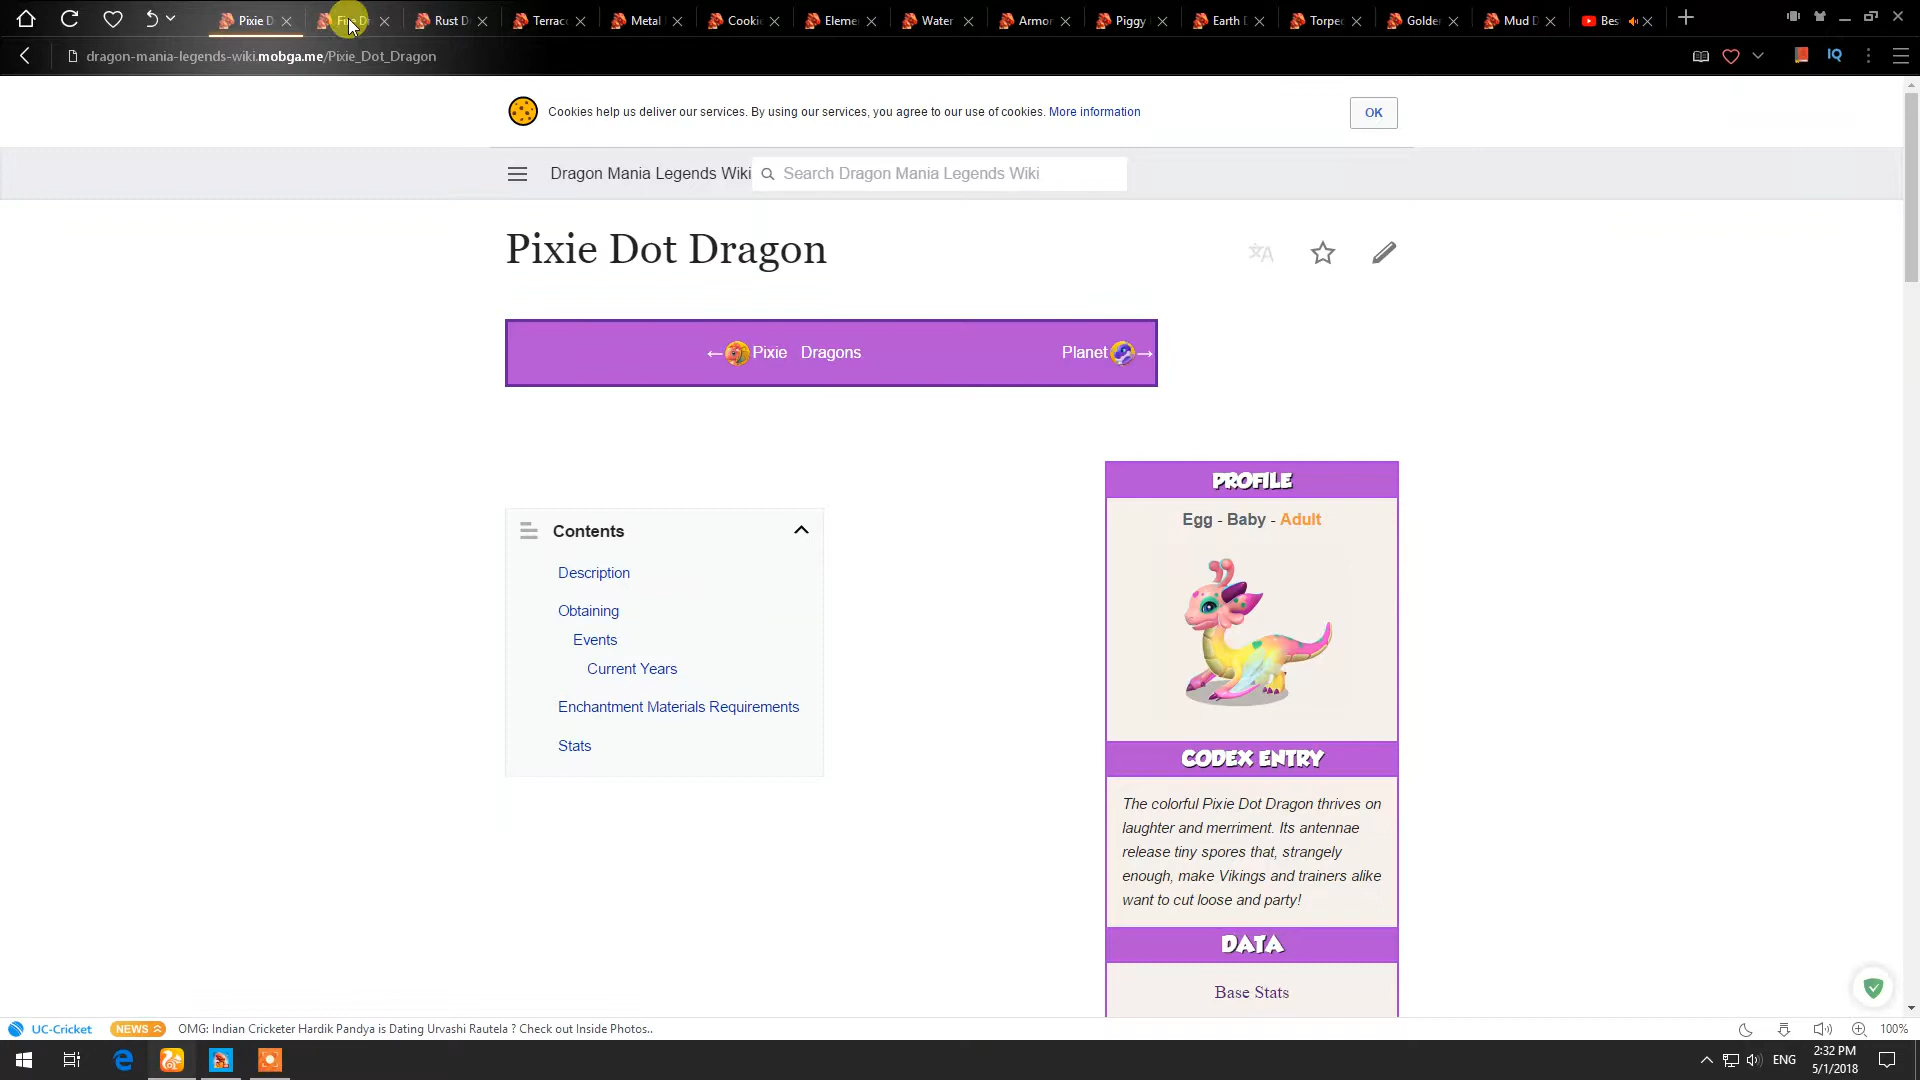 Pixie D
Rust D
Terrac
Metal
Cooki
Eleme
Water
Armor
Piggy
Earth
Torpe
Golde
Mud D
Bes
dragon-mania-legends-wiki.mobga.me/Pixie_Dot_Dragon
IQ
Cookies help us deliver our services. By using our services, you agree to our use of cookies. More information
OK
Dragon Mania Legends Wiki
Search Dragon Mania Legends Wiki
Pixie Dot Dragon
← Pixie Dragons Planet →
PROFILE
Egg - Baby - Adult
Contents
Description
Obtaining
Events
Current Years
Enchantment Materials Requirements
Stats
CODEX ENTRY
The colorful Pixie Dot Dragon thrives on
laughter and merriment. Its antennae
release tiny spores that, strangely
enough, make Vikings and trainers alike
want to cut loose and party!
DATA
Base Stats
UC-Cricket
NEWS
OMG: Indian Cricketer Hardik Pandya is Dating Urvashi Rautela ? Check out Inside Photos..
100%
ENG
2:32 PM
5/1/2018